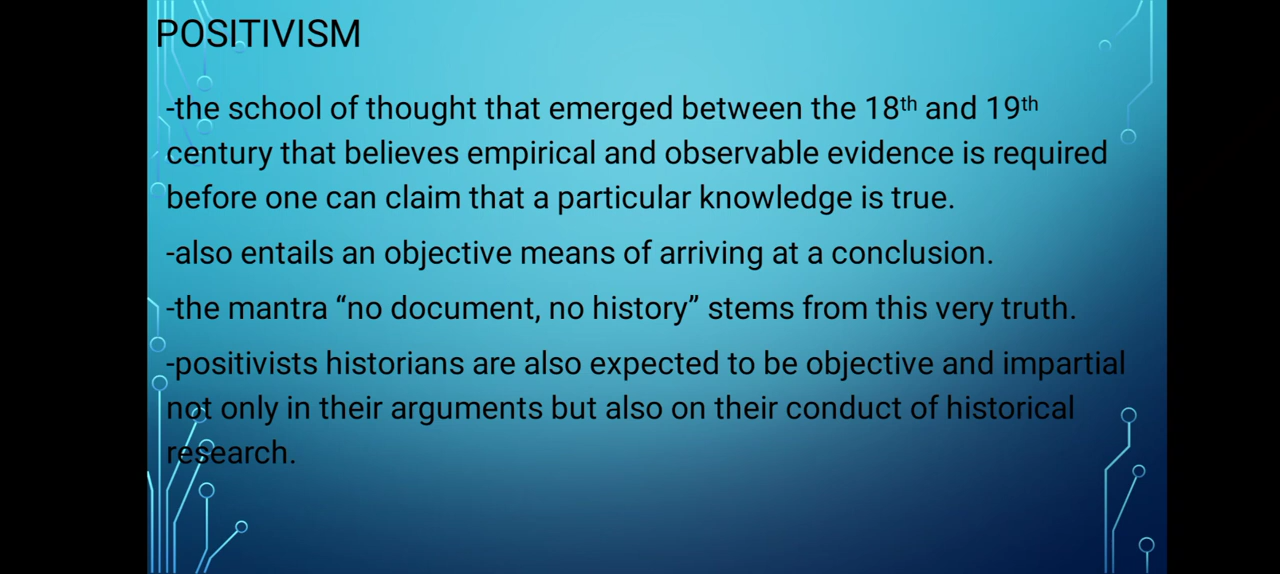 POSITIVISM
-the school of thought that emerged between the 18th and 19th
century that believes empirical and observable evidence is required
before one can claim that a particular knowledge is true.
-also entails an objective means of arriving at a conclusion.
-the mantra “no document, no history” stems from this very truth.
-positivists historians are also expected to be objective and impartial
not only in their arguments but also on their conduct of historical
research.